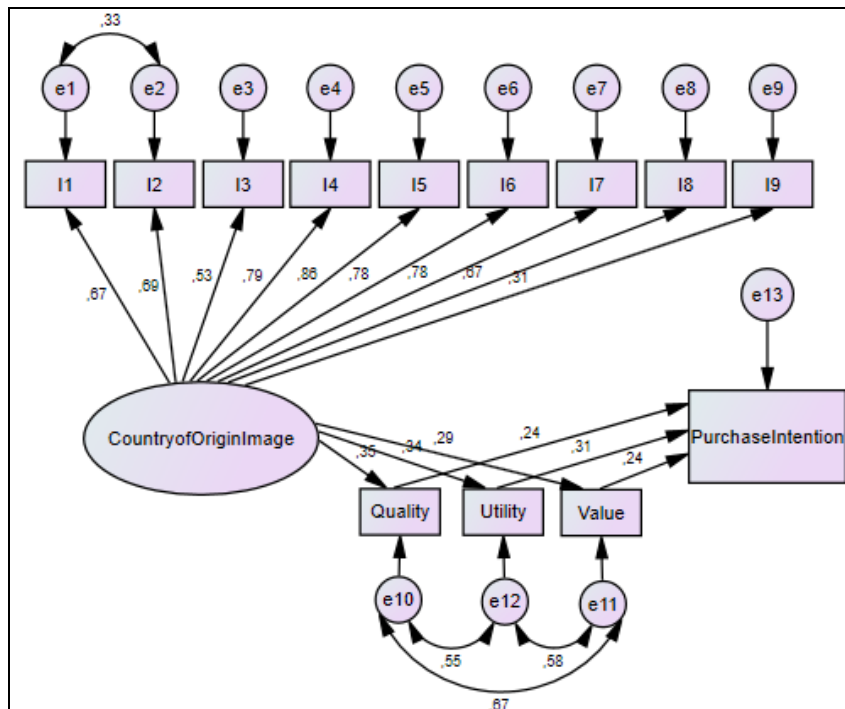 ,33
e1 e2 e3 e4 e5 e6 e7 e8 e9
I1 I2 I3 I4 I5 I6 I7 I8 I9
,67 ,69 ,53 ,79 ,86 ,78 ,78 ,67 ,31
e13
CountryofOriginImage
PurchaseIntention
,35 ,34 ,29 ,24 ,31 ,24
Quality Utility Value
e10 e12 e11
,55 ,58
,67